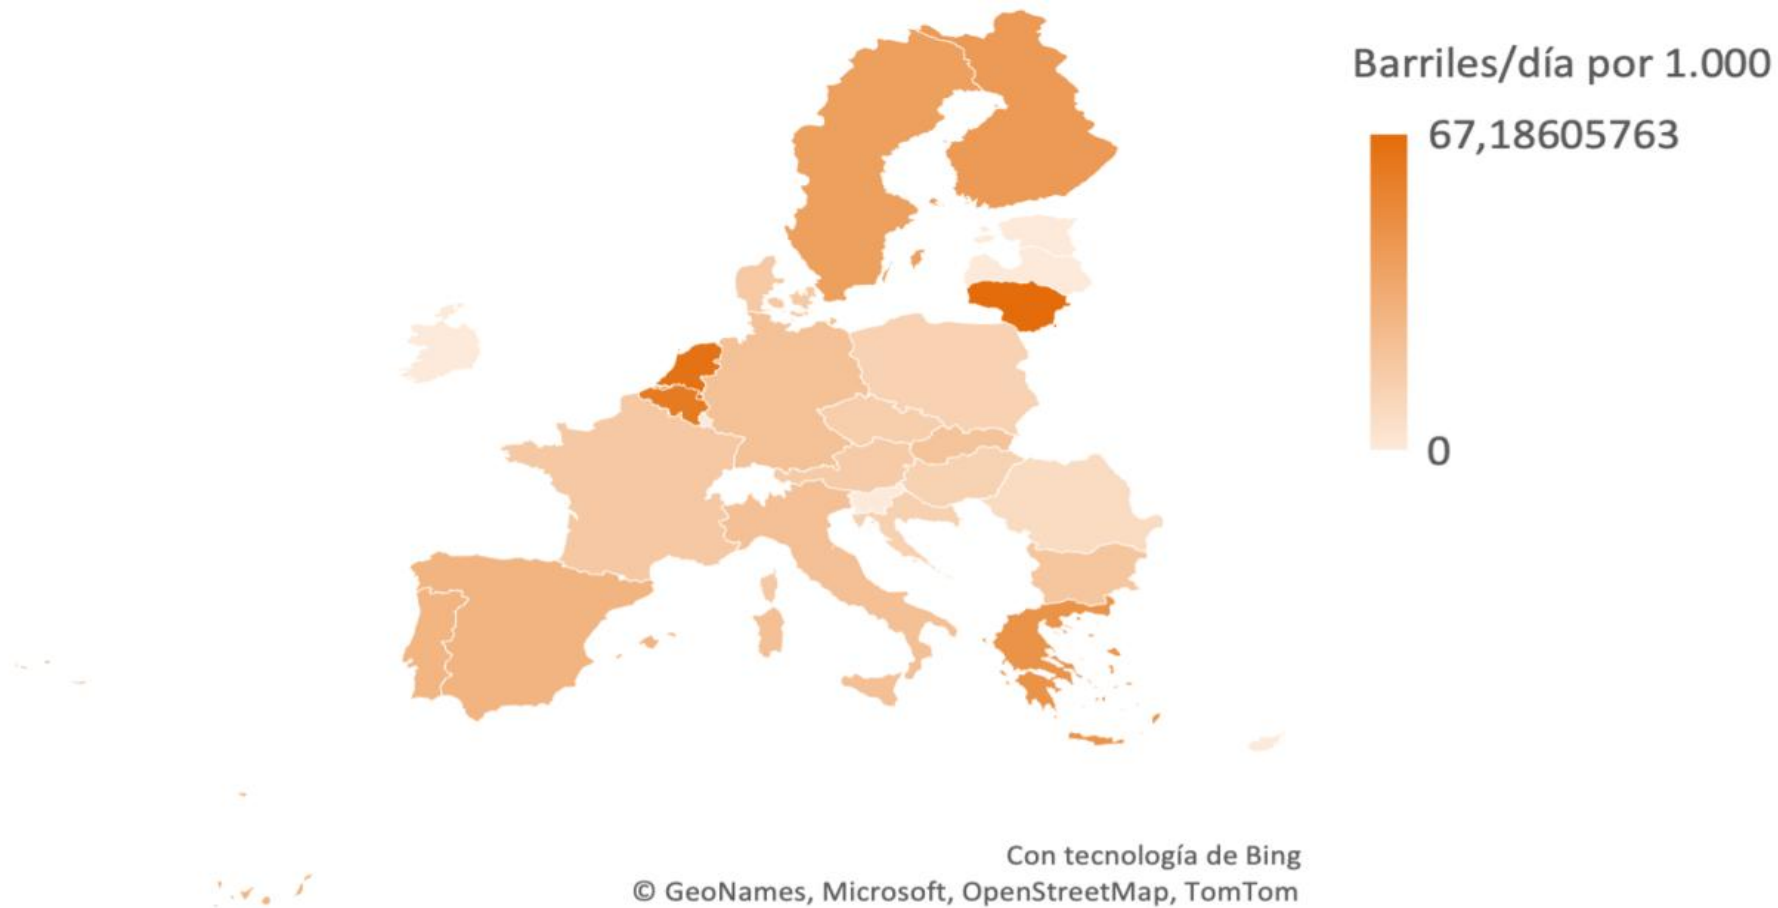 Barriles/día por 1.000
67,18605763
0
Con tecnología de Bing
© GeoNames, Microsoft, OpenStreetMap, TomTom